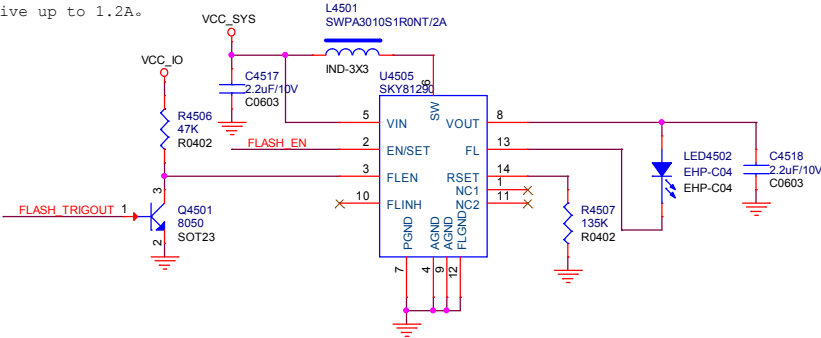 ive up to 1.2A。
L4501
SWPA3010S1R0NT/2A
VCC_SYS
IND-3X3
VCC_IO
C4517
2.2uF/10V
C0603
U4505
SKY81290
R4506
47K
R0402
6
SW
5
VIN
VOUT
8
FLASH_EN
2
EN/SET
FL
13
3
FLEN
RSET
14
NC1
1
10
FLINH
NC2
11
PGND
AGND
AGND
FLGND
7
4
9
12
LED4502
EHP-C04
EHP-C04
C4518
2.2uF/10V
C0603
R4507
135K
R0402
FLASH_TRIGOUT
1
3
2
Q4501
8050
SOT23